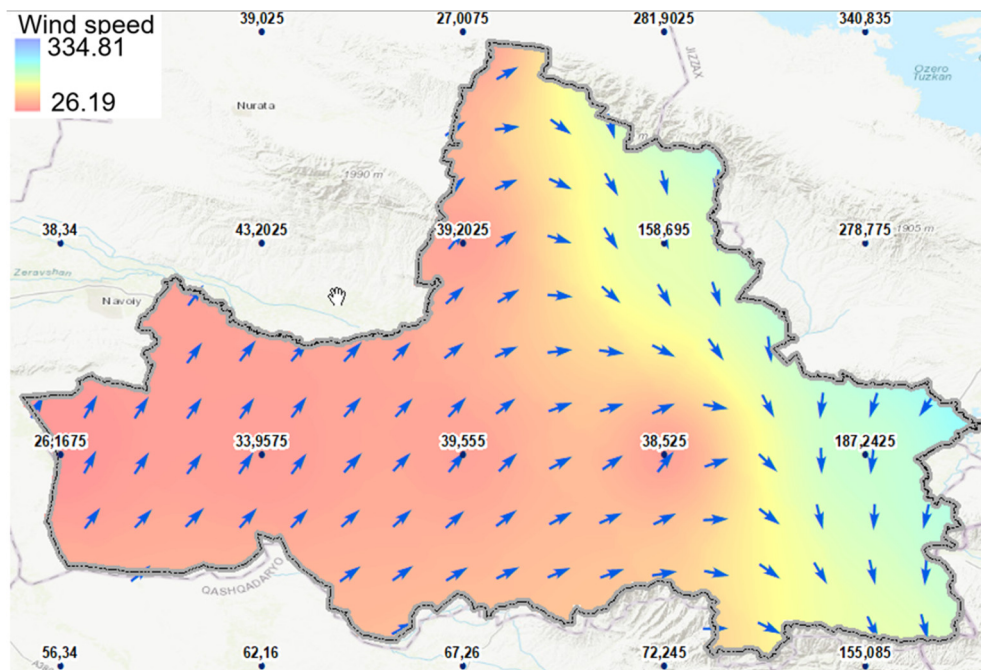 Wind speed
334.81
26.19
39,025
27,0075
281,9025
340,835
JIZZAX
Ozero
Tuzkan
Nurata
1990 m
38,34
43,2025
39,2025
158,695
278,775
1905 m
Zeravshan
Navoiy
26,1675
33,9575
39,555
38,525
187,2425
QASHQADARYO
56,34
62,16
67,26
72,245
155,085